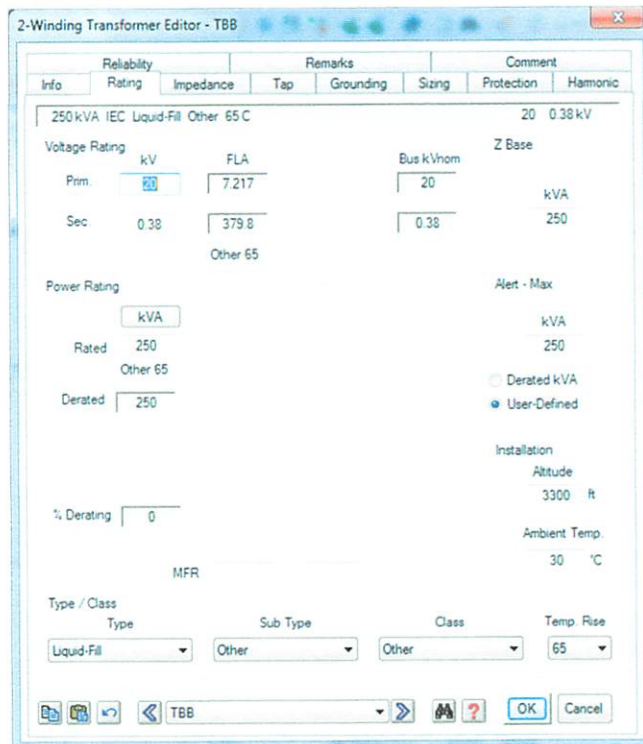 2-Winding Transformer Editor - TBB
Reliability Remarks Comment
Info Rating Impedance Tap Grounding Sizing Protection Harmonic
250 kVA IEC Liquid-Fill Other 65 C 20 0.38 kV
Voltage Rating Z Base
kV FLA Bus kVnom
Prim. 20 7.217 20 kVA
Sec. 0.38 379.8 0.38 250
Other 65
Power Rating Alert - Max
kVA kVA
Rated 250 250
Other 65
Derated kVA
Derated 250 User-Defined
Installation
Altitude
3300 ft
% Derating 0
Ambient Temp.
30 °C
MFR
Type / Class
Type Sub Type Class Temp. Rise
Liquid-Fill Other Other 65
TBB OK Cancel